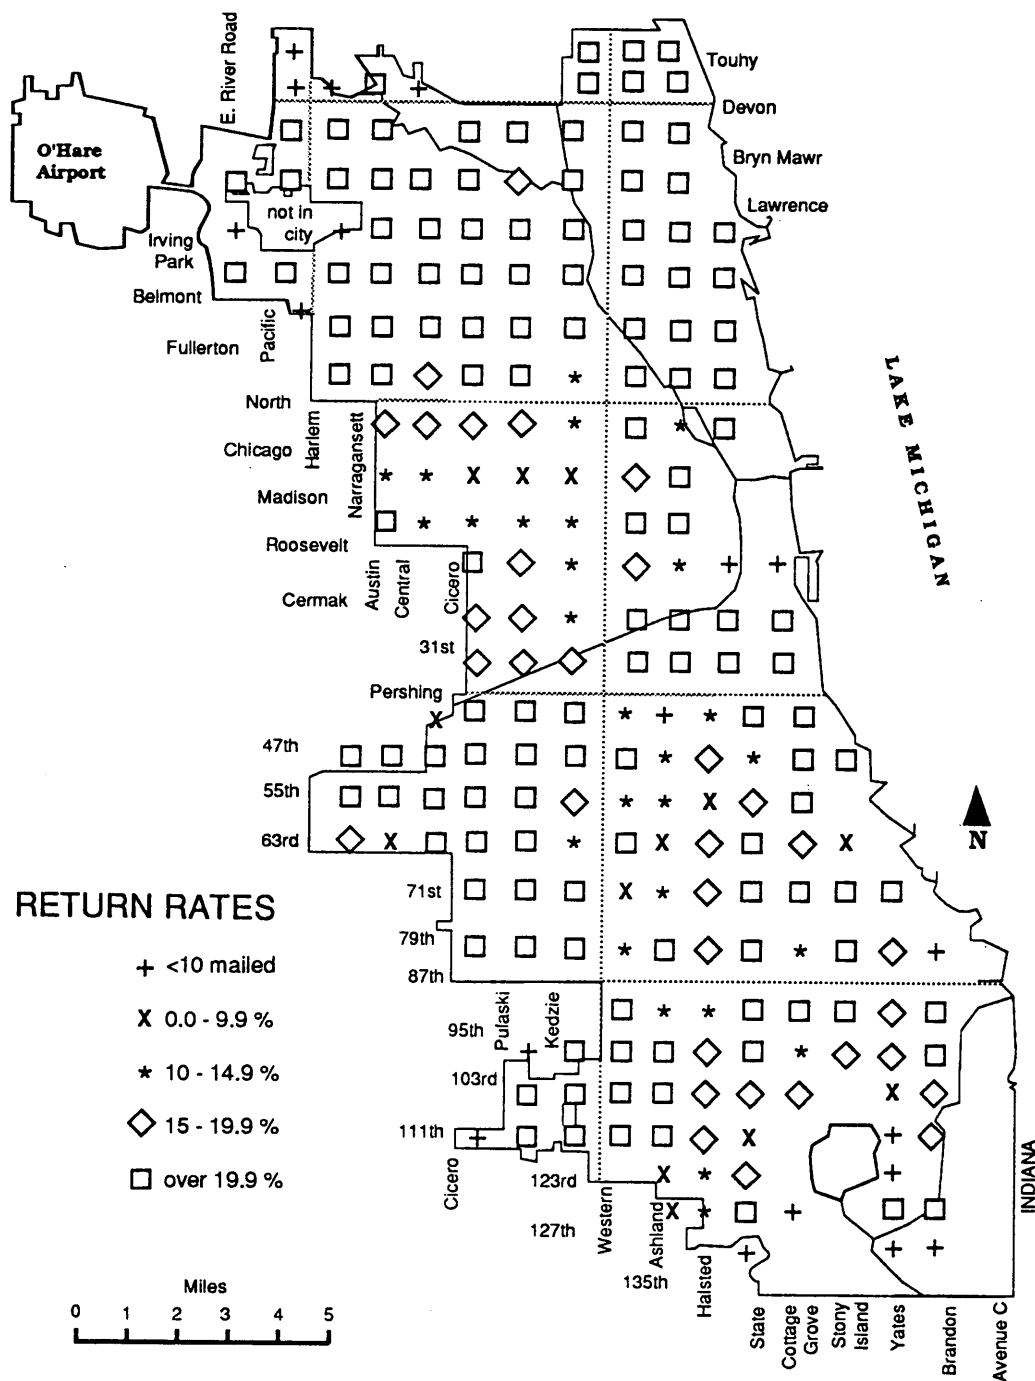 E. River Road
Touhy
Devon
O'Hare
Airport
Bryn Mawr
not in
city
Lawrence
Irving
Park
Belmont
Pacific
Fullerton
LAKE MICHIGAN
North
Harlem
Narragansett
Chicago
Madison
Roosevelt
Austin
Central
Cicero
Cermak
31st
Pershing
47th
55th
63rd
N
71st
RETURN RATES
79th
87th
+ <10 mailed
X 0.0 - 9.9 %
* 10 - 14.9 %
◇ 15 - 19.9 %
□ over 19.9 %
Pulaski
Kedzie
95th
103rd
111th
Cicero
123rd
127th
Western
Ashland
135th
Halsted
INDIANA
Miles
0 1 2 3 4 5
State
Cottage
Grove
Stony
Island
Yates
Brandon
Avenue C